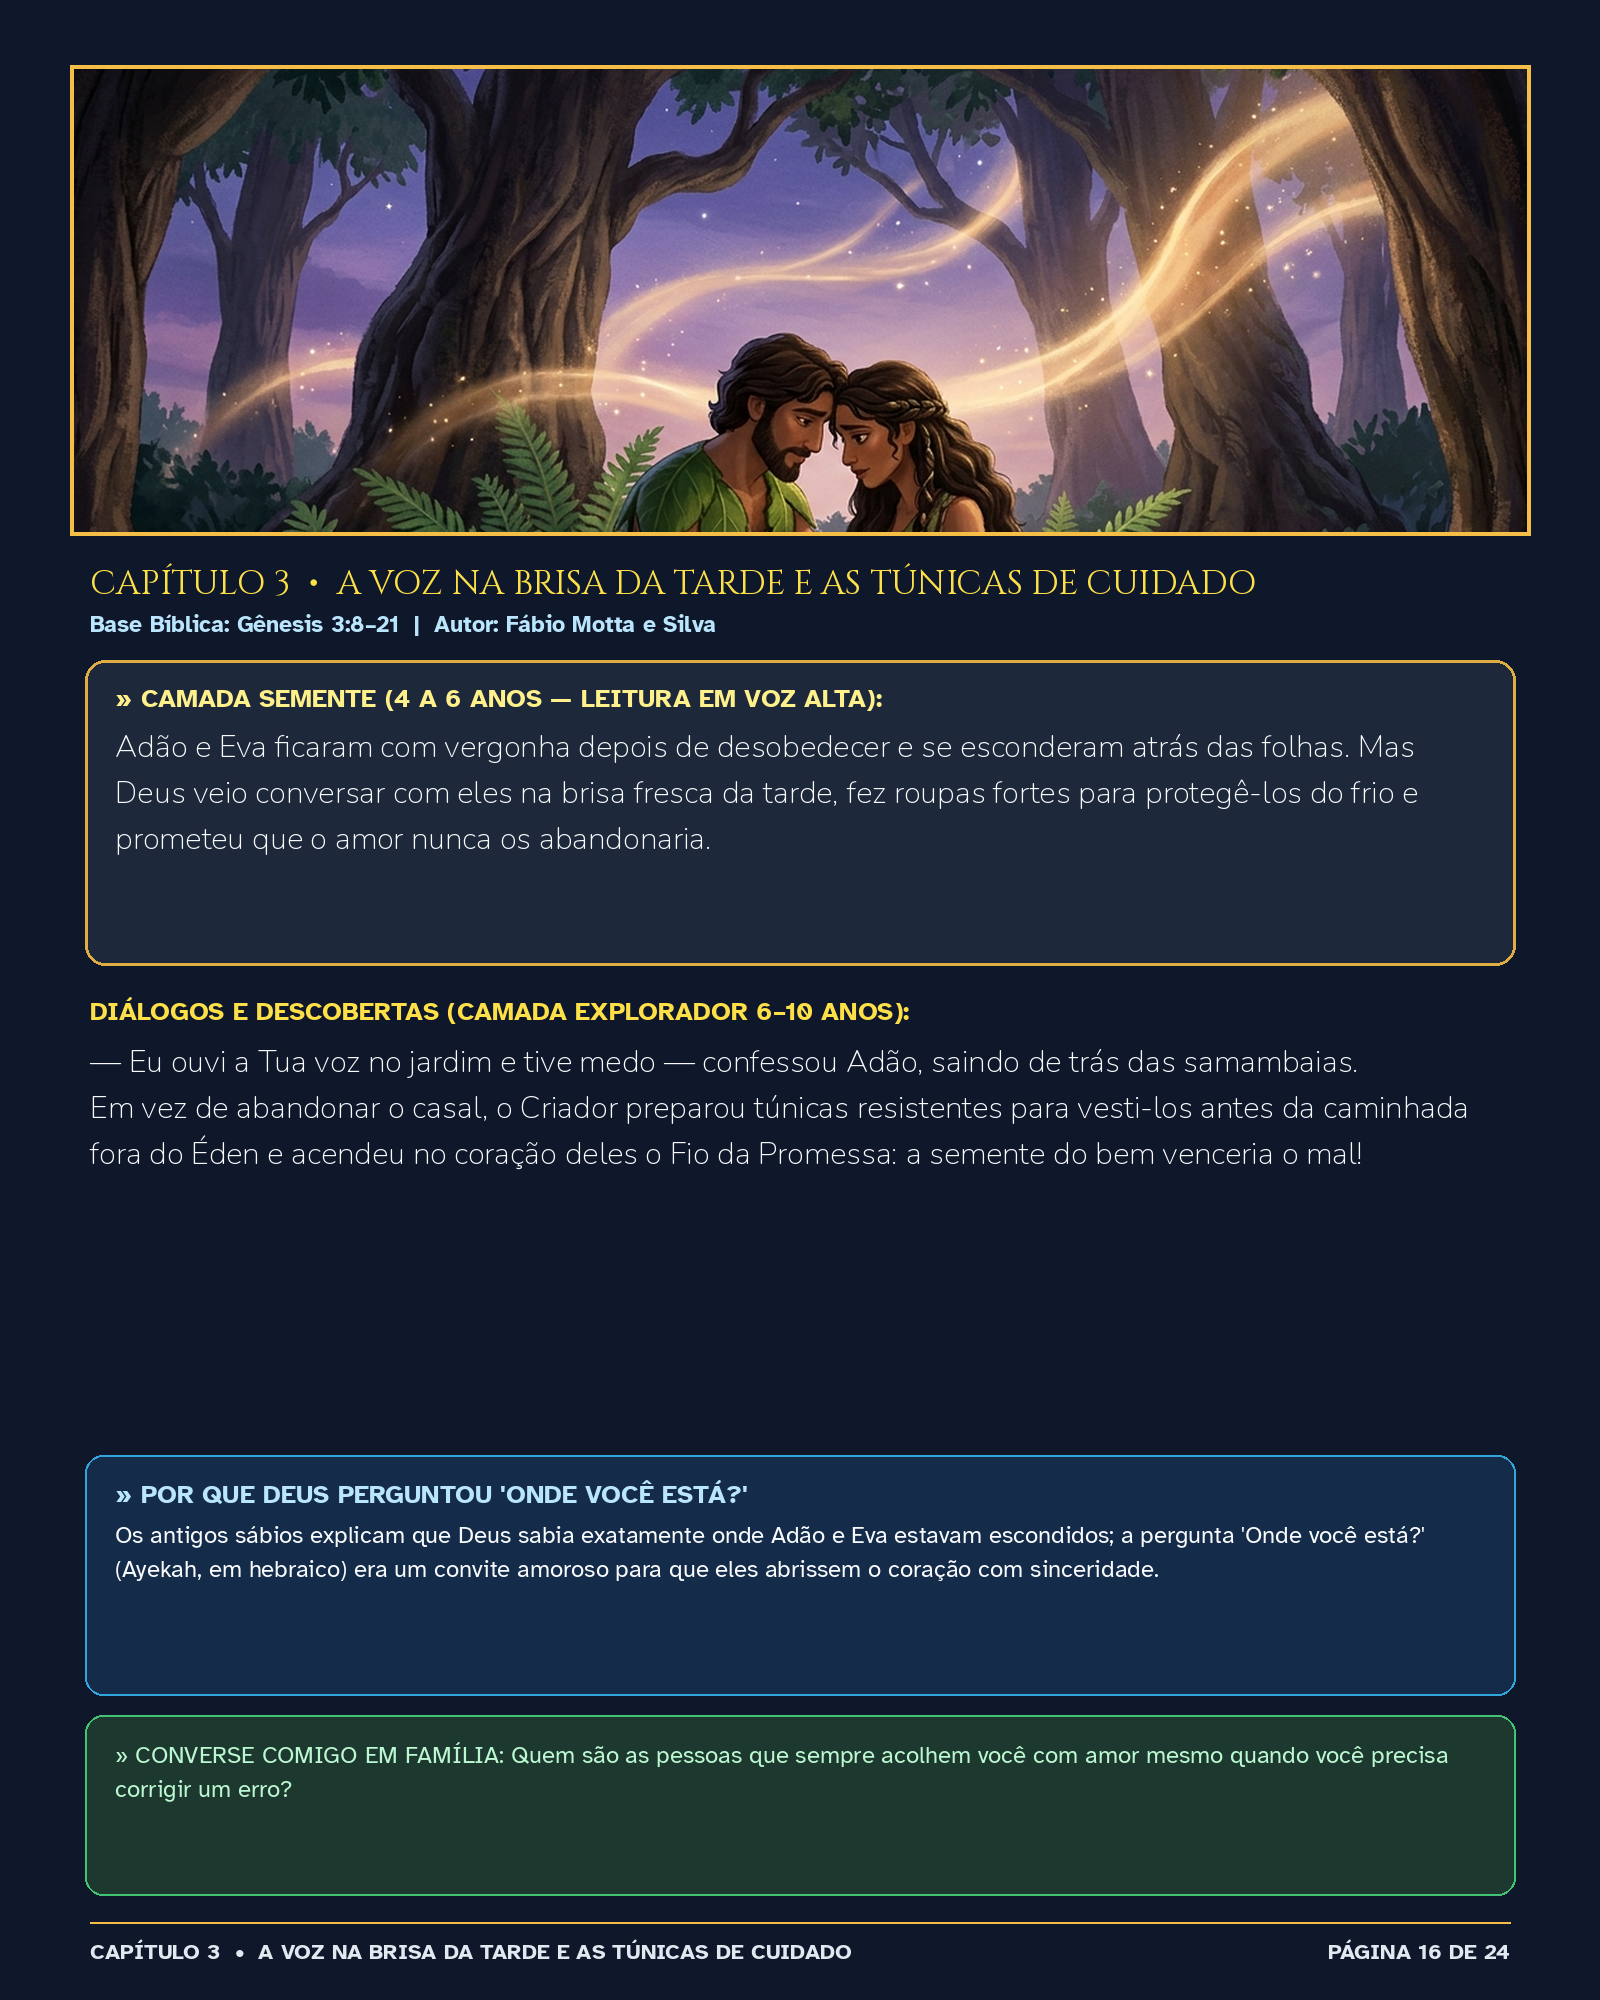 CAPÍTULO 3 • A VOZ NA BRISA DA TARDE E AS TÚNICAS DE CUIDADO
Base Bíblica: Gênesis 3:8–21 | Autor: Fábio Motta e Silva
» CAMADA SEMENTE (4 A 6 ANOS — LEITURA EM VOZ ALTA):
Adão e Eva ficaram com vergonha depois de desobedecer e se esconderam atrás das folhas. Mas
Deus veio conversar com eles na brisa fresca da tarde, fez roupas fortes para protegê-los do frio e
prometeu que o amor nunca os abandonaria.
DIÁLOGOS E DESCOBERTAS (CAMADA EXPLORADOR 6–10 ANOS):
— Eu ouvi a Tua voz no jardim e tive medo — confessou Adão, saindo de trás das samambaias.
Em vez de abandonar o casal, o Criador preparou túnicas resistentes para vesti-los antes da caminhada
fora do Éden e acendeu no coração deles o Fio da Promessa: a semente do bem venceria o mal!
» POR QUE DEUS PERGUNTOU 'ONDE VOCÊ ESTÁ?'
Os antigos sábios explicam que Deus sabia exatamente onde Adão e Eva estavam escondidos; a pergunta 'Onde você está?'
(Ayekah, em hebraico) era um convite amoroso para que eles abrissem o coração com sinceridade.
» CONVERSE COMIGO EM FAMÍLIA: Quem são as pessoas que sempre acolhem você com amor mesmo quando você precisa
corrigir um erro?
CAPÍTULO 3 • A VOZ NA BRISA DA TARDE E AS TÚNICAS DE CUIDADO
PÁGINA 16 DE 24